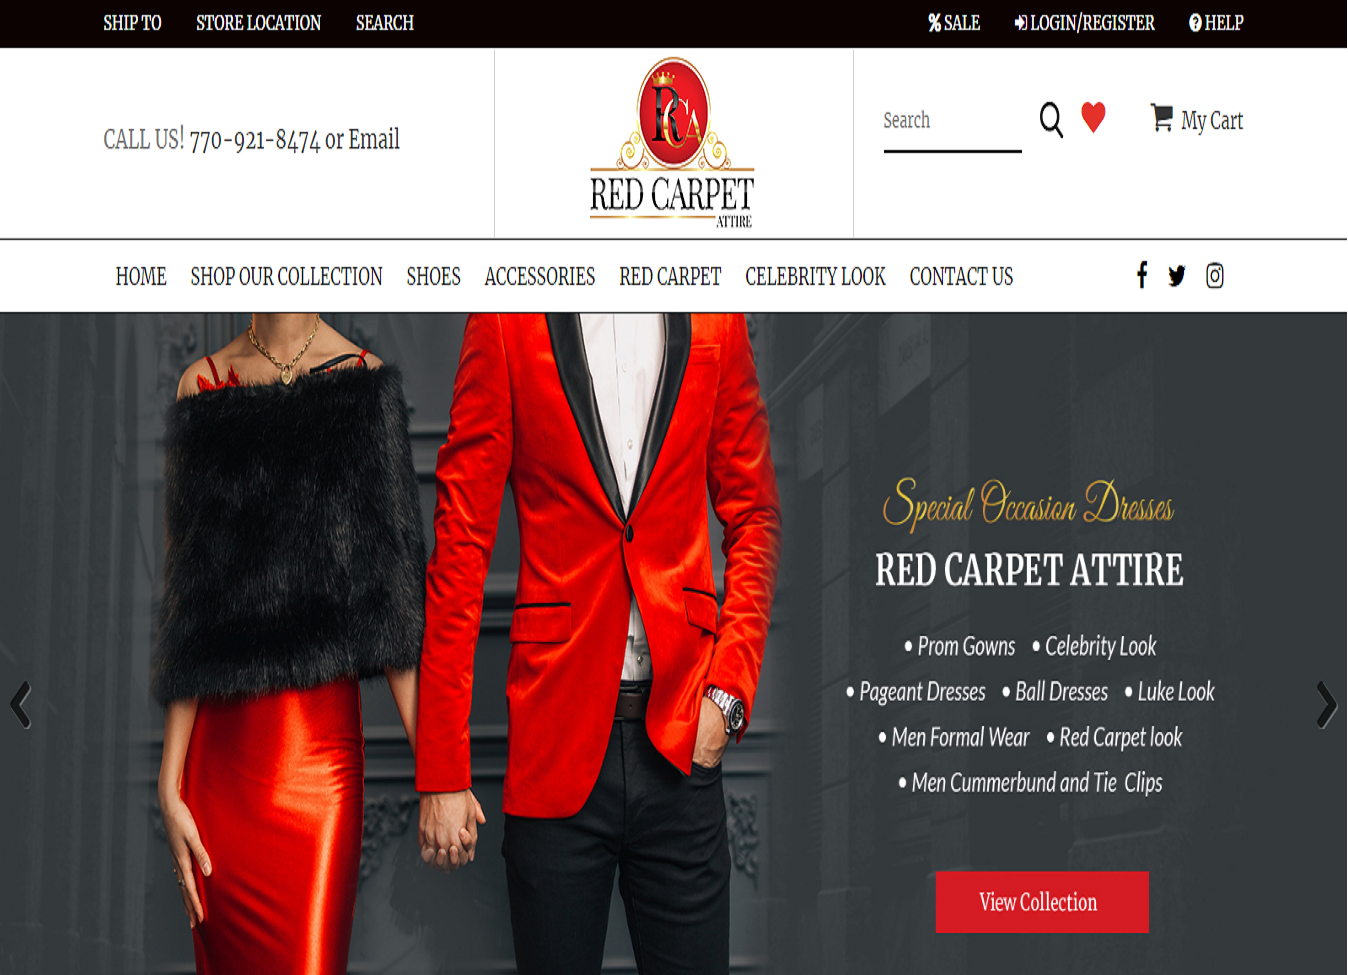 SHIP TO STORE LOCATION SEARCH SALE LOGIN/REGISTER HELP
CALL US! 770-921-8474 or Email
RCA
RED CARPET
ATTIRE
Search
My Cart
HOME SHOP OUR COLLECTION SHOES ACCESSORIES RED CARPET CELEBRITY LOOK CONTACT US
Special Occasion Dresses
RED CARPET ATTIRE
• Prom Gowns • Celebrity Look
• Pageant Dresses • Ball Dresses • Luke Look
• Men Formal Wear • Red Carpet look
• Men Cummerbund and Tie Clips
View Collection